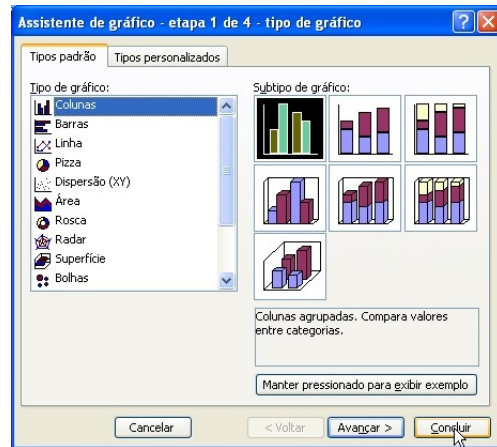 Assistente de gráfico - etapa 1 de 4 - tipo de gráfico
Tipos padrão
Tipos personalizados
Tipo de gráfico:
Colunas
Barras
Linha
Pizza
Dispersão (XY)
Área
Rosca
Radar
Superfície
Bolhas
Subtipo de gráfico:
Colunas agrupadas. Compara valores
entre categorias.
Manter pressionado para exibir exemplo
Cancelar
< Voltar
Avançar >
Concluir